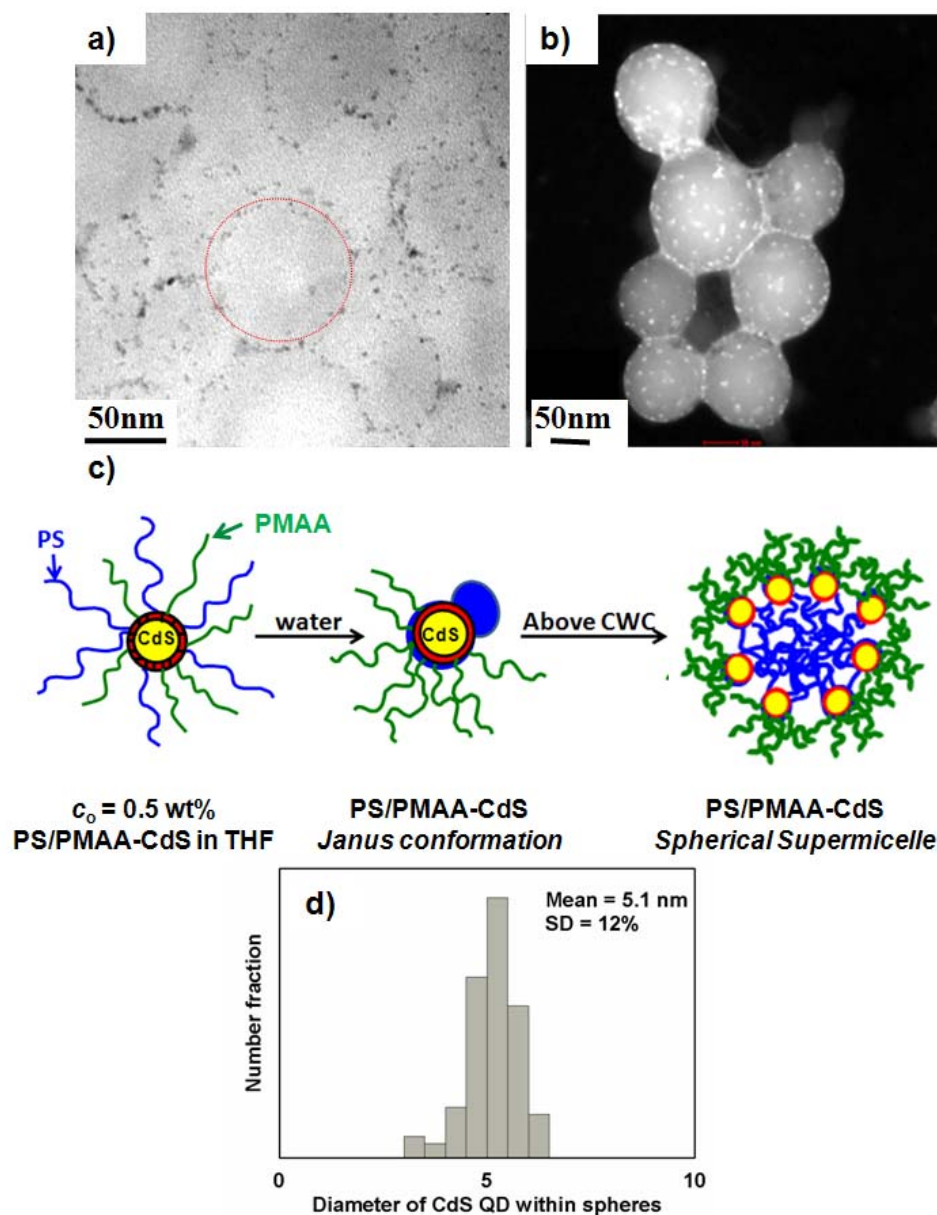 a)
50nm
b)
50nm
c)
PS
PMAA
CdS
water
CdS
Above CWC
c₀ = 0.5 wt%
PS/PMAA-CdS in THF
PS/PMAA-CdS
Janus conformation
PS/PMAA-CdS
Spherical Supermicelle
d)
Mean = 5.1 nm
SD = 12%
Number fraction
0
5
10
Diameter of CdS QD within spheres